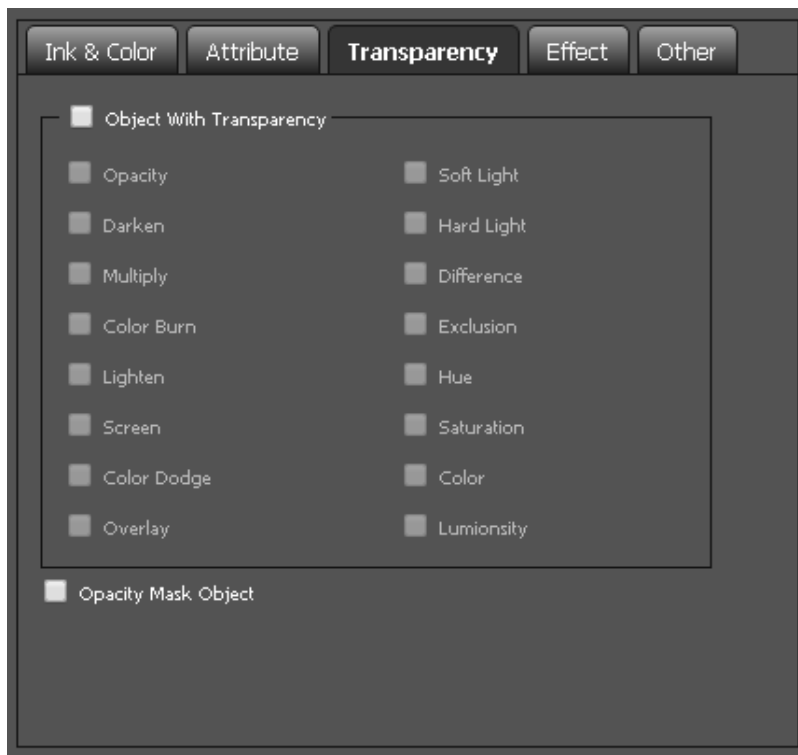 Ink & Color Attribute Transparency Effect Other
Object With Transparency
Opacity Soft Light
Darken Hard Light
Multiply Difference
Color Burn Exclusion
Lighten Hue
Screen Saturation
Color Dodge Color
Overlay Lumionsity
Opacity Mask Object